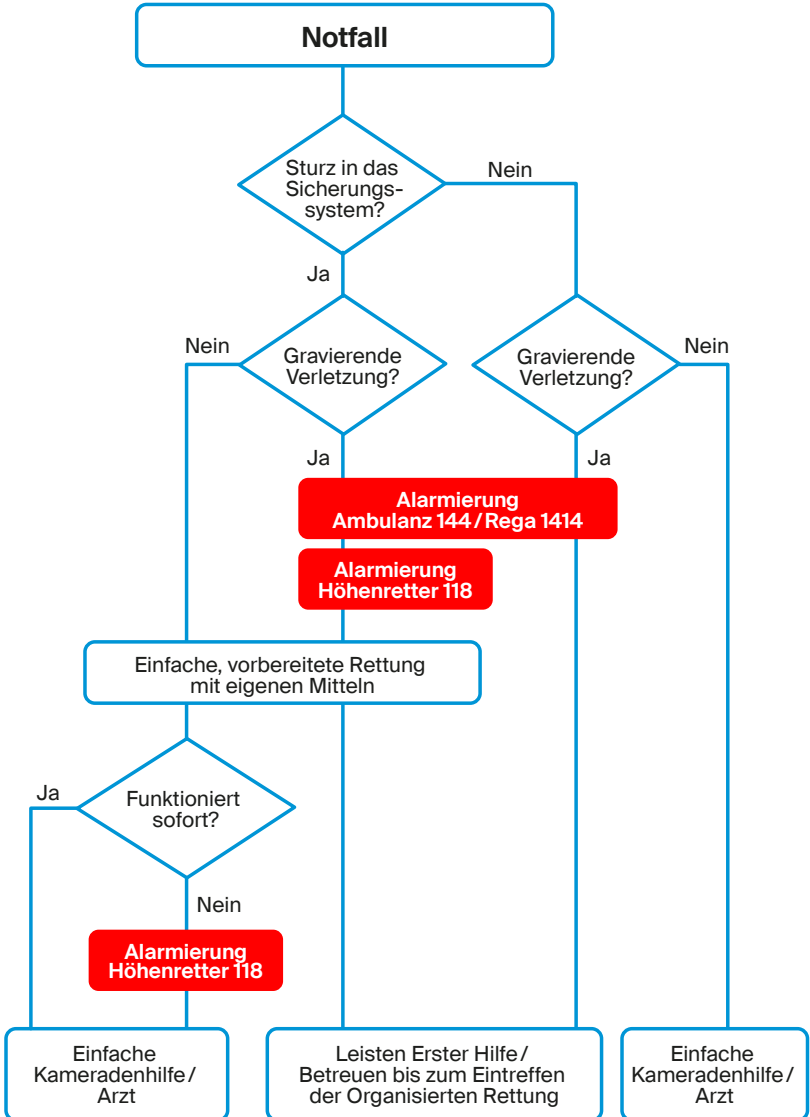 Notfall
Sturz in das
Sicherungs-
system?
Nein
Ja
Nein
Gravierende
Verletzung?
Gravierende
Verletzung?
Nein
Ja
Ja
Alarmierung
Ambulanz 144 / Rega 1414
Alarmierung
Höhenretter 118
Einfache, vorbereitete Rettung
mit eigenen Mitteln
Ja
Funktioniert
sofort?
Nein
Alarmierung
Höhenretter 118
Einfache
Kameradenhilfe /
Arzt
Leisten Erster Hilfe /
Betreuen bis zum Eintreffen
der Organisierten Rettung
Einfache
Kameradenhilfe /
Arzt